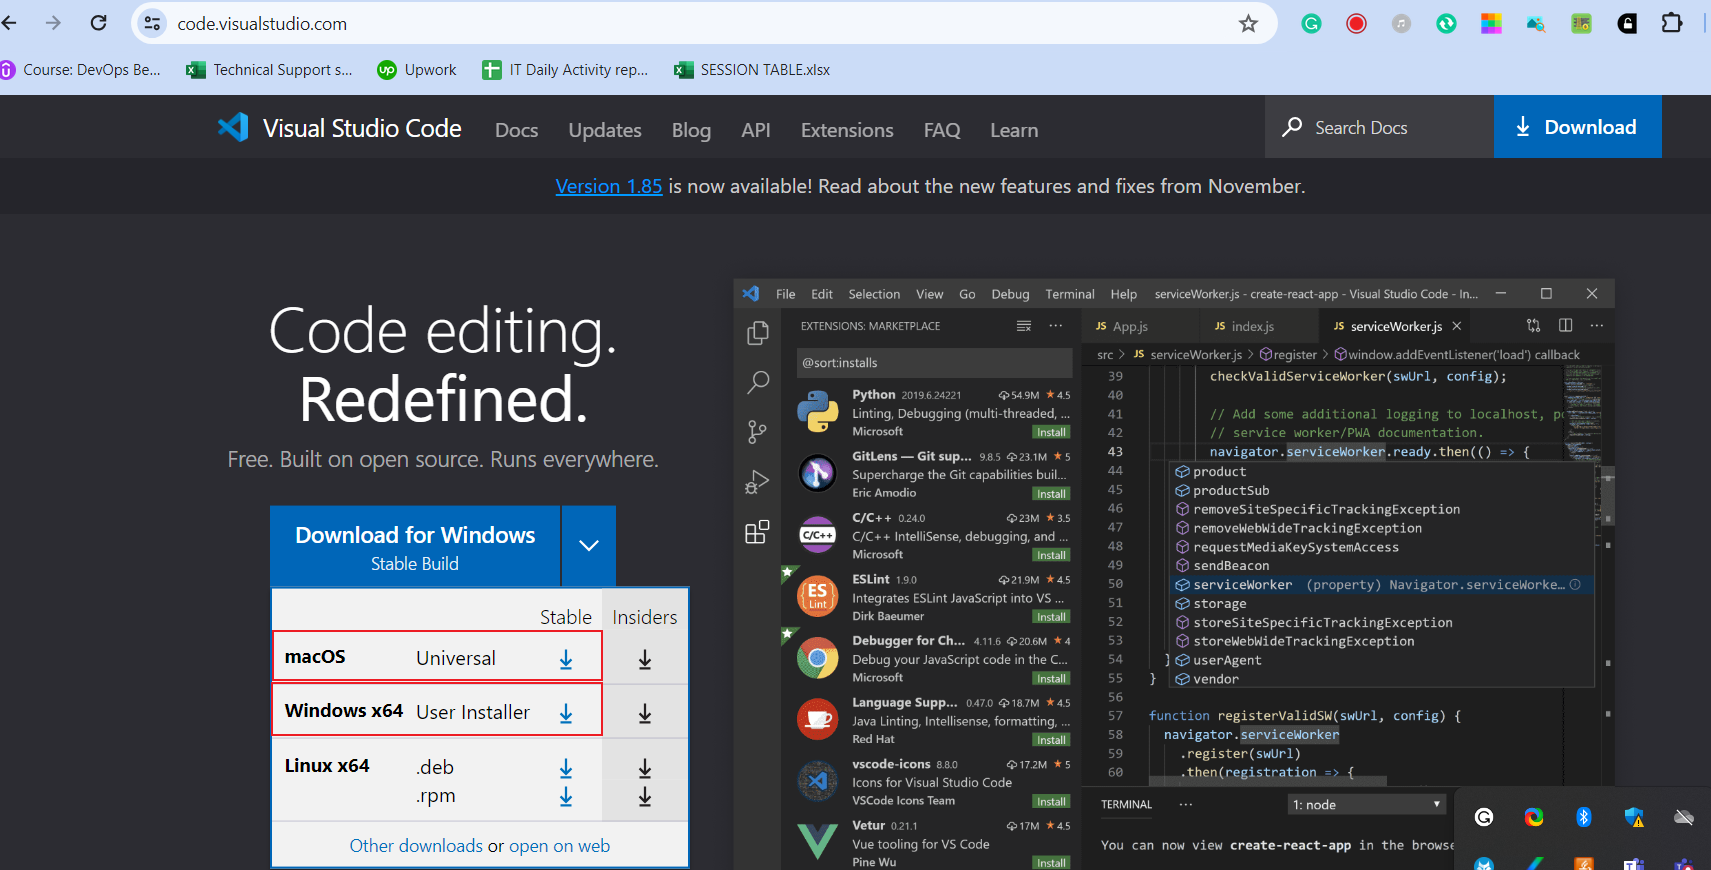 code.visualstudio.com
Course: DevOps Be...
Technical Support s...
up
Upwork
IT Daily Activity rep...
SESSION TABLE.xlsx
Visual Studio Code
Docs
Updates
Blog
API
Extensions
FAQ
Learn
Search Docs
Download
Version 1.85 is now available! Read about the new features and fixes from November.
Code editing.
Redefined.
Free. Built on open source. Runs everywhere.
Download for Windows
Stable Build
Stable Insiders
macOS Universal
Windows x64 User Installer
Linux x64 .deb
.rpm
Other downloads or open on web
File Edit Selection View Go Debug Terminal Help serviceWorker.js - create-react-app - Visual Studio Code - In...
EXTENSIONS: MARKETPLACE
@sort:installs
Python 2019.6.24221 54.9M 4.5
Linting, Debugging (multi-threaded, ...
Microsoft Install
GitLens — Git sup... 9.8.5 23.1M 5
Supercharge the Git capabilities buil...
Eric Amodio Install
C/C++
C/C++ 0.24.0 23M 3.5
C/C++ IntelliSense, debugging, and ...
Microsoft Install
ES
Lint
ESLint 1.9.0 21.9M 4.5
Integrates ESLint JavaScript into VS ...
Dirk Baeumer Install
Debugger for Ch... 4.11.6 20.6M 4
Debug your JavaScript code in the C...
Microsoft Install
Language Supp... 0.47.0 18.7M 4.5
Java Linting, Intellisense, formatting, ...
Red Hat Install
vscode-icons 8.8.0 17.2M 5
Icons for Visual Studio Code
VSCode Icons Team Install
Vetur 0.21.1 17M 4.5
Vue tooling for VS Code
Pine Wu Install
JS App.js JS index.js JS serviceWorker.js
src JS serviceWorker.js register window.addEventListener('load') callback
39 checkValidServiceWorker(swUrl, config);
40
41 // Add some additional logging to localhost, po
42 // service worker/PWA documentation.
43 navigator.serviceWorker.ready.then(() => {
44 product
45 productSub
46 removeSiteSpecificTrackingException
47 removeWebWideTrackingException
48 requestMediaKeySystemAccess
49 sendBeacon
50 serviceWorker (property) Navigator.serviceWorke...
51 storage
52 storeSiteSpecificTrackingException
53 storeWebWideTrackingException
54 } userAgent
55 } vendor
56
57 function registerValidSW(swUrl, config) {
58 navigator.serviceWorker
59 .register(swUrl)
60 .then(registration => {
TERMINAL ... 1: node
You can now view create-react-app in the browse